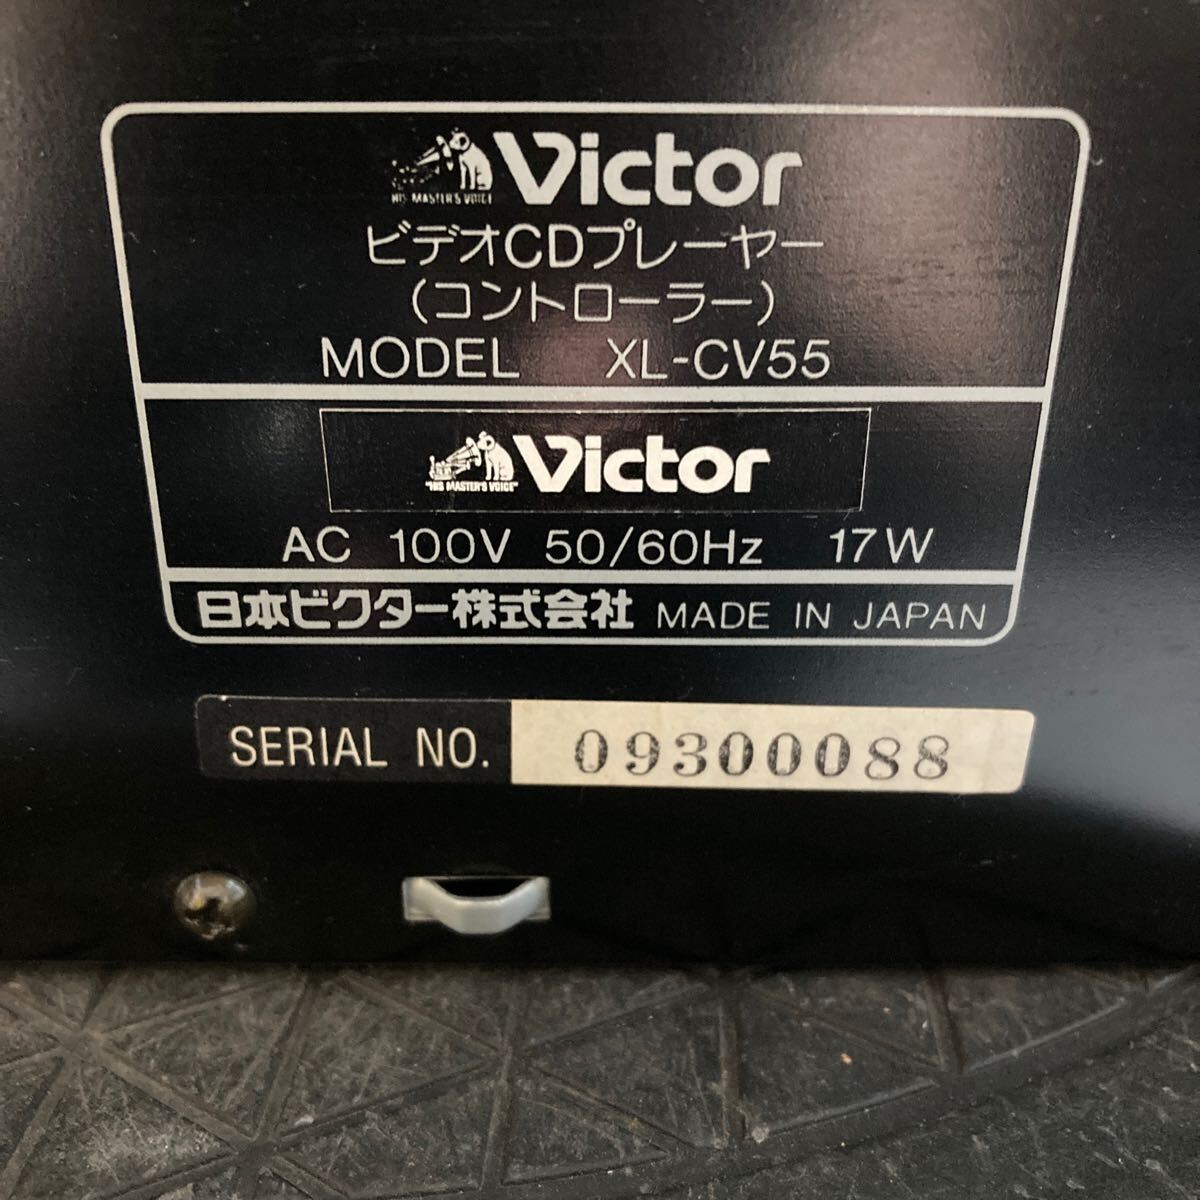 HIS MASTER'S VOICE Victor
ビデオCDプレーヤー
(コントローラー)
MODEL XL-CV55
"HIS MASTER'S VOICE" Victor
AC 100V 50/60Hz 17W
日本ビクター株式会社 MADE IN JAPAN
SERIAL NO. 09300088